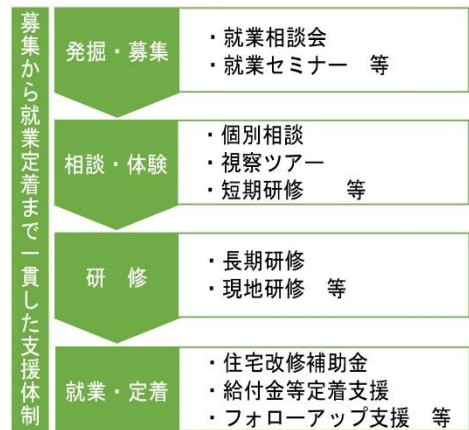 募集から就業定着まで一貫した支援体制
発掘・募集
・就業相談会
・就業セミナー　等
相談・体験
・個別相談
・視察ツアー
・短期研修　　等
研　修
・長期研修
・現地研修　等
就業・定着
・住宅改修補助金
・給付金等定着支援
・フォローアップ支援　等